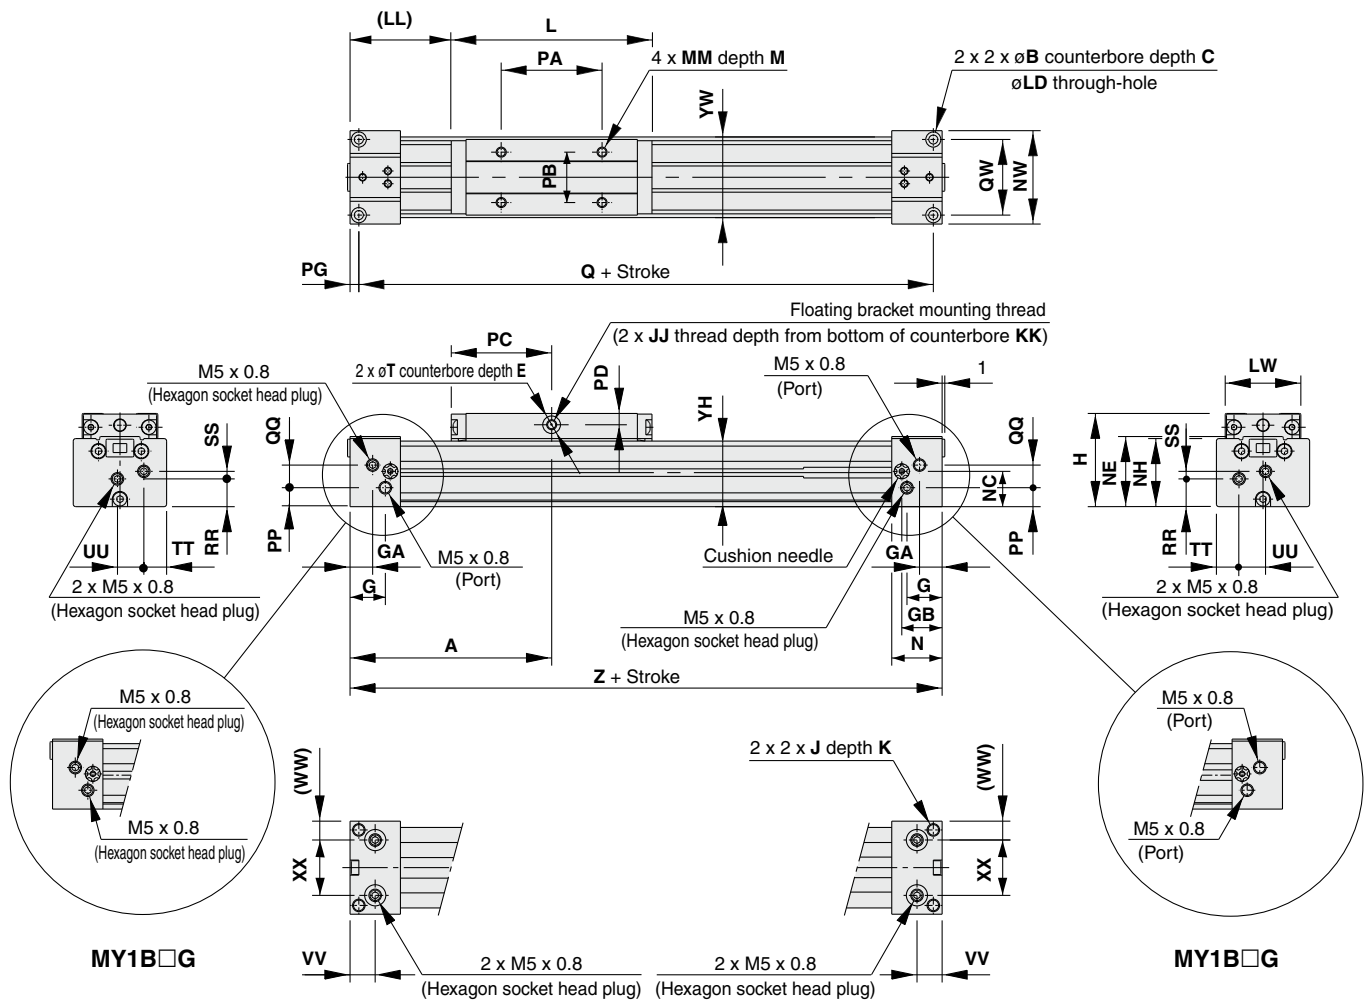 (LL)
L
PA
4 x MM depth M
YW
2 x 2 x øB counterbore depth C
øLD through-hole
PB
QW
NW
PG
Q + Stroke
Floating bracket mounting thread
(2 x JJ thread depth from bottom of counterbore KK)
PC
M5 x 0.8
(Hexagon socket head plug)
2 x øT counterbore depth E
PD
M5 x 0.8
(Port)
1
LW
SS
QQ
YH
QQ
SS
H
NE
NH
NC
UU
TT
RR
PP
GA
M5 x 0.8
(Port)
Cushion needle
GA
PP
RR
TT
UU
2 x M5 x 0.8
(Hexagon socket head plug)
G
G
2 x M5 x 0.8
(Hexagon socket head plug)
M5 x 0.8
(Hexagon socket head plug)
GB
N
A
Z + Stroke
M5 x 0.8
(Hexagon socket head plug)
M5 x 0.8
(Port)
(WW)
2 x 2 x J depth K
(WW)
M5 x 0.8
(Hexagon socket head plug)
M5 x 0.8
(Port)
XX
XX
MY1B□G
VV
2 x M5 x 0.8
(Hexagon socket head plug)
2 x M5 x 0.8
(Hexagon socket head plug)
VV
MY1B□G